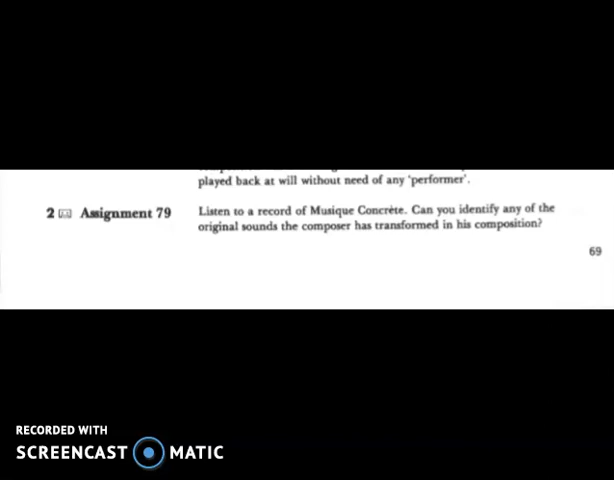 played back at will without need of any 'performer'.
2 Assignment 79 Listen to a record of Musique Concrète. Can you identify any of the
original sounds the composer has transformed in his composition?
69
RECORDED WITH
SCREENCAST MATIC